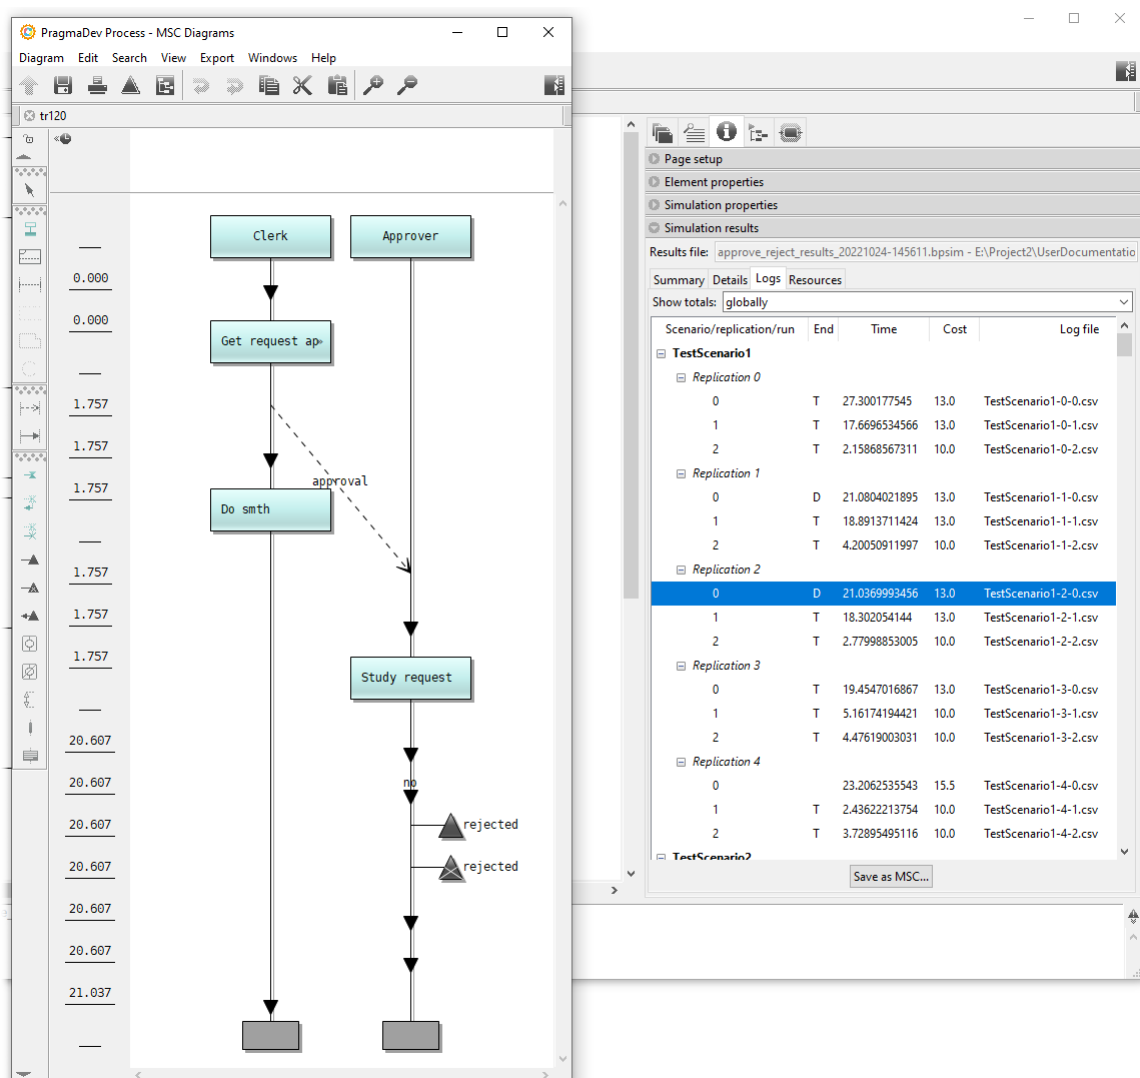 PragmaDev Process - MSC Diagrams
Diagram Edit Search View Export Windows Help
tr120
Clerk
Approver
0.000
0.000
Get request ap
1.757
1.757
approval
1.757
Do smth
1.757
1.757
1.757
Study request
20.607
20.607
no
20.607
rejected
20.607
rejected
20.607
20.607
21.037
Page setup
Element properties
Simulation properties
Simulation results
Results file: approve_reject_results_20221024-145611.bpsim - E:\Project2\UserDocumentatio
Summary Details Logs Resources
Show totals: globally
Scenario/replication/run End Time Cost Log file
TestScenario1
Replication 0
0 T 27.300177545 13.0 TestScenario1-0-0.csv
1 T 17.6696534566 13.0 TestScenario1-0-1.csv
2 T 2.15868567311 10.0 TestScenario1-0-2.csv
Replication 1
0 D 21.0804021895 13.0 TestScenario1-1-0.csv
1 T 18.8913711424 13.0 TestScenario1-1-1.csv
2 T 4.20050911997 10.0 TestScenario1-1-2.csv
Replication 2
0 D 21.0369993456 13.0 TestScenario1-2-0.csv
1 T 18.302054144 13.0 TestScenario1-2-1.csv
2 T 2.77998853005 10.0 TestScenario1-2-2.csv
Replication 3
0 T 19.4547016867 13.0 TestScenario1-3-0.csv
1 T 5.16174194421 10.0 TestScenario1-3-1.csv
2 T 4.47619003031 10.0 TestScenario1-3-2.csv
Replication 4
0 23.2062535543 15.5 TestScenario1-4-0.csv
1 T 2.43622213754 10.0 TestScenario1-4-1.csv
2 T 3.72895495116 10.0 TestScenario1-4-2.csv
TestScenario2
Save as MSC...